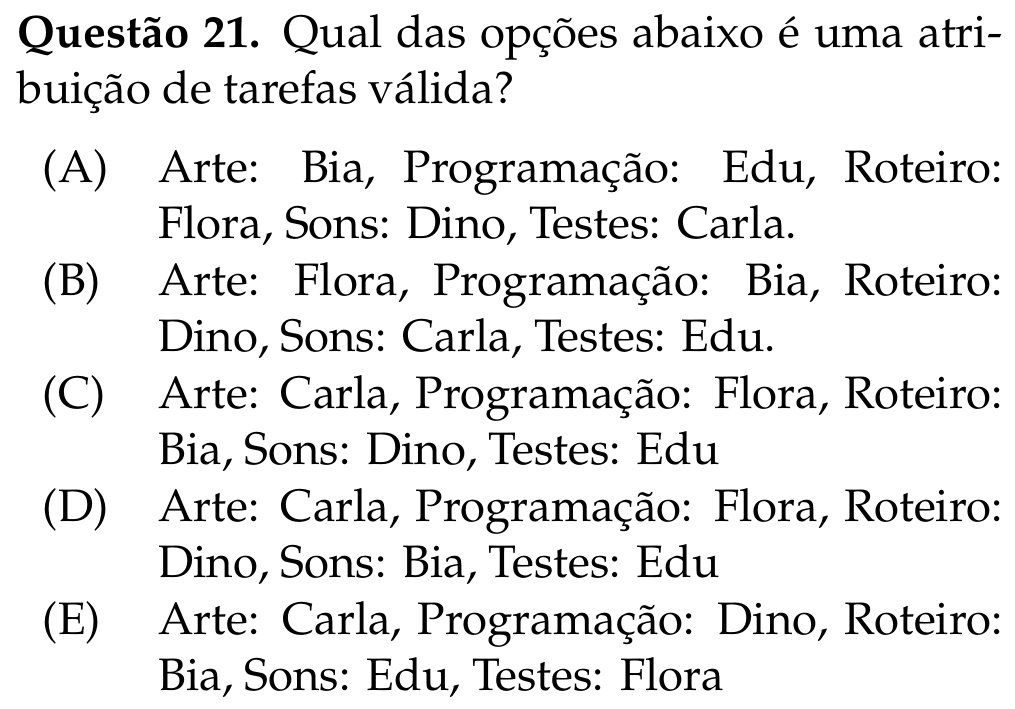 Questão 21. Qual das opções abaixo é uma atri-
buição de tarefas válida?
(A) Arte: Bia, Programação: Edu, Roteiro:
Flora, Sons: Dino, Testes: Carla.
(B) Arte: Flora, Programação: Bia, Roteiro:
Dino, Sons: Carla, Testes: Edu.
(C) Arte: Carla, Programação: Flora, Roteiro:
Bia, Sons: Dino, Testes: Edu
(D) Arte: Carla, Programação: Flora, Roteiro:
Dino, Sons: Bia, Testes: Edu
(E) Arte: Carla, Programação: Dino, Roteiro:
Bia, Sons: Edu, Testes: Flora